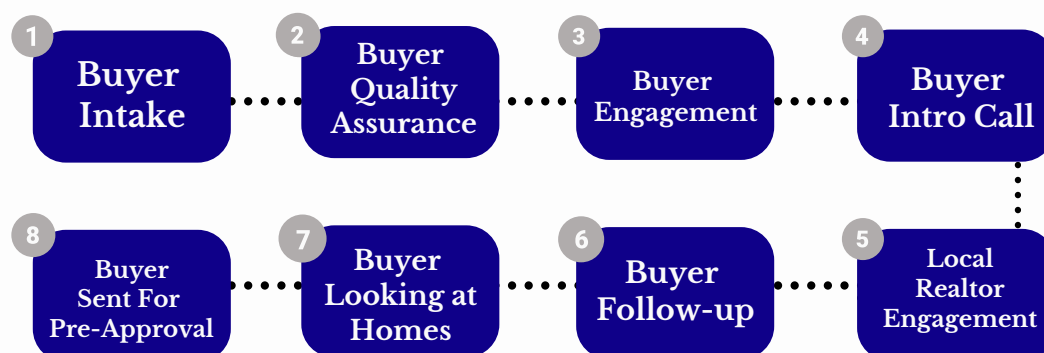 1
Buyer
Intake
2
Buyer
Quality
Assurance
3
Buyer
Engagement
4
Buyer
Intro Call
5
Local
Realtor
Engagement
6
Buyer
Follow-up
7
Buyer
Looking at
Homes
8
Buyer
Sent For
Pre-Approval